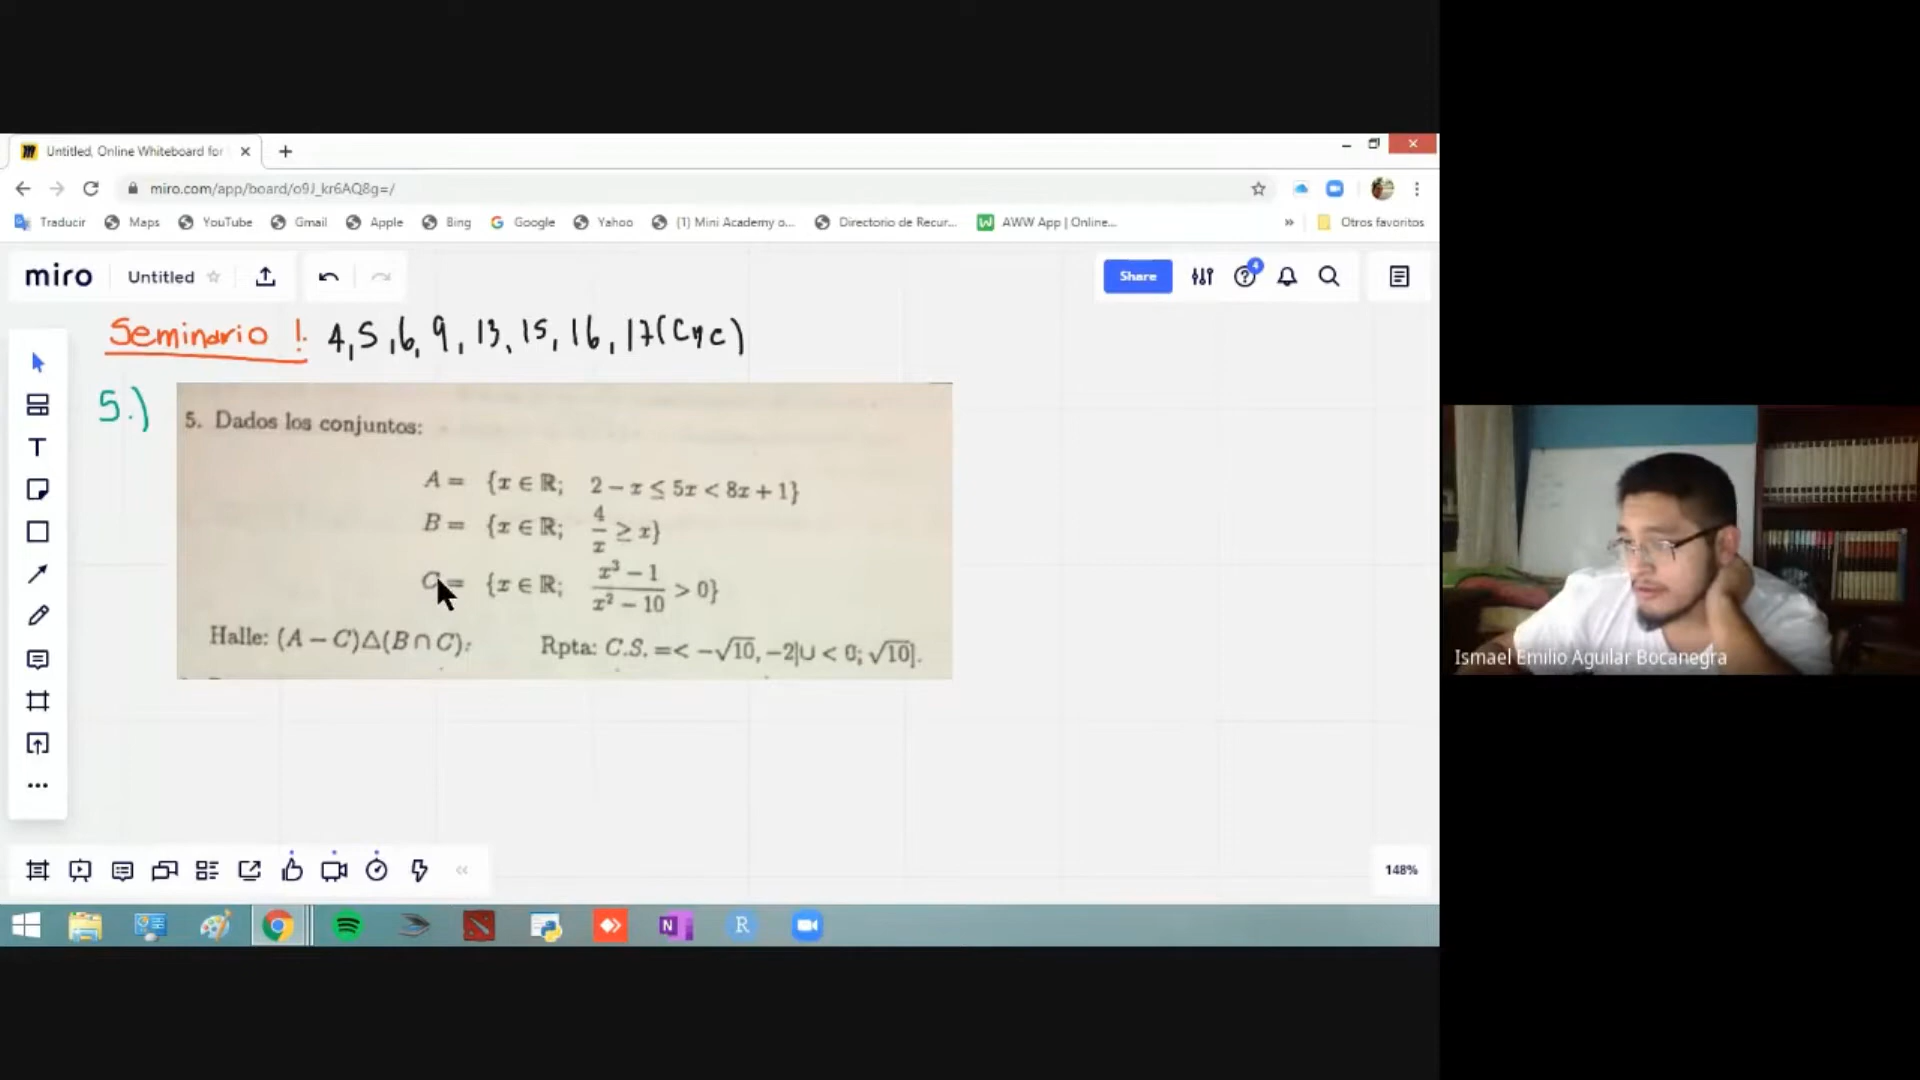 Untitled, Online Whiteboard for
miro.com/app/board/o9J_kr6AQ8g=/
Traducir Maps YouTube Gmail Apple Bing Google Yahoo (1) Mini Academy o... Directorio de Recur... AWW App | Online... » Otros favoritos
miro Untitled Share 4
Seminario !: 4, 5, 6, 9, 13, 15, 16, 17 (C y C)
5.)
5. Dados los conjuntos:
A = {x ∈ ℝ; 2 − x ≤ 5x < 8x + 1}
B = {x ∈ ℝ; 4/x ≥ x}
C = {x ∈ ℝ; (x³ − 1)/(x² − 10) > 0}
Halle: (A − C)△(B ∩ C): Rpta: C.S. =< −√10, −2]∪ < 0; √10].
Ismael Emilio Aguilar Bocanegra
148%